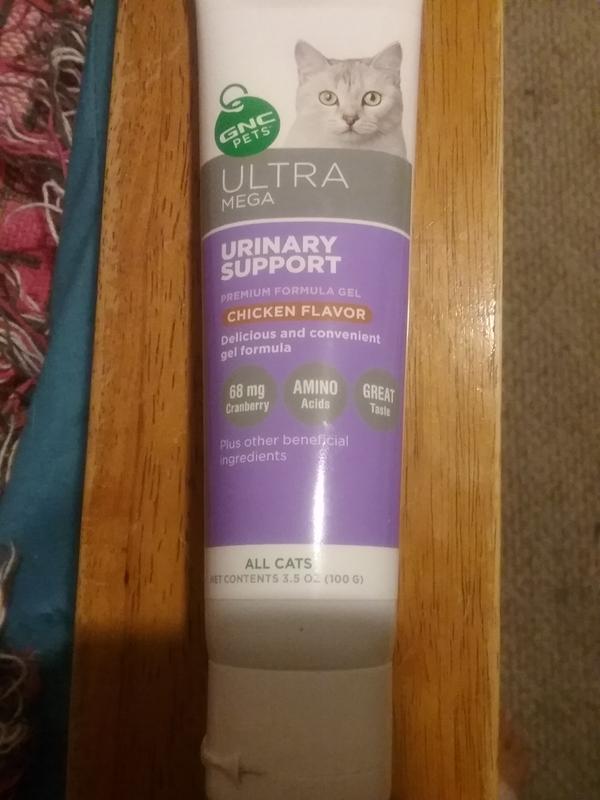 GNC
PETS
ULTRA
MEGA
URINARY
SUPPORT
PREMIUM FORMULA GEL
CHICKEN FLAVOR
Delicious and convenient
gel formula
68 mg
Cranberry
AMINO
Acids
GREAT
Taste
Plus other beneficial
ingredients
ALL CATS
NET CONTENTS 3.5 OZ (100 G)